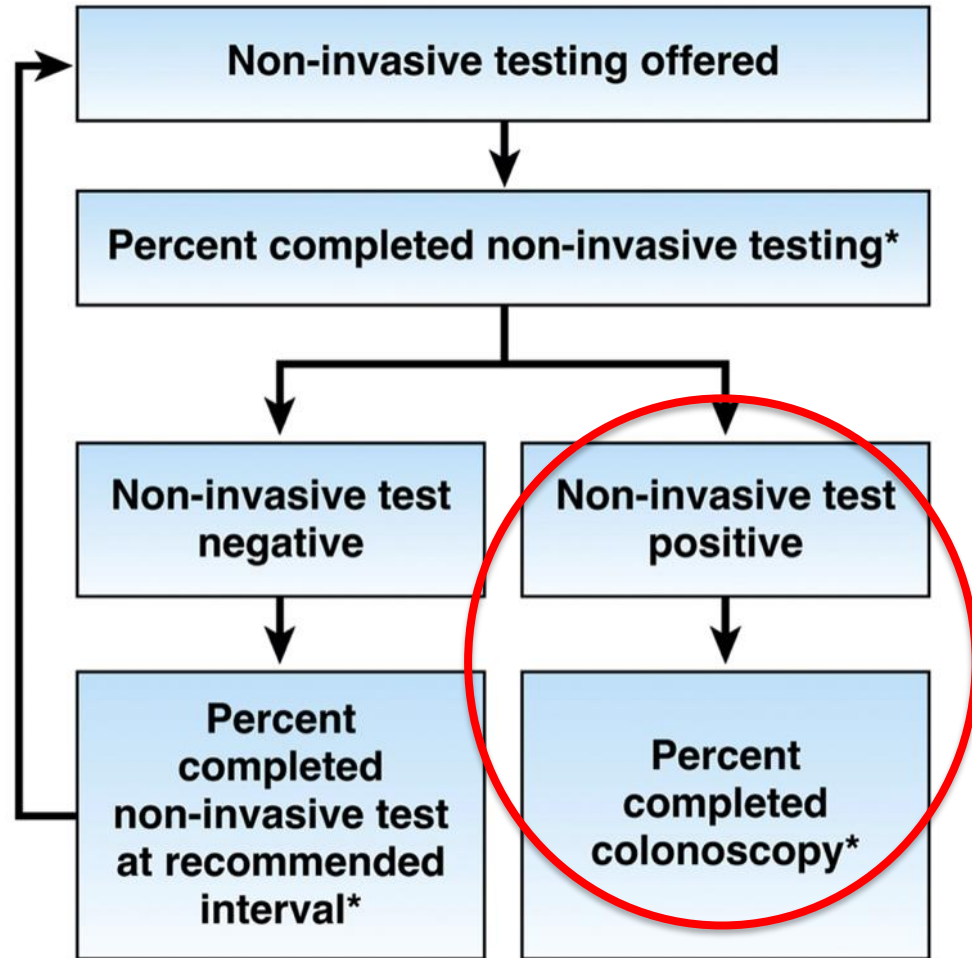 Non-invasive testing offered
Percent completed non-invasive testing*
Non-invasive test
negative
Non-invasive test
positive
Percent
completed
non-invasive test
at recommended
interval*
Percent
completed
colonoscopy*